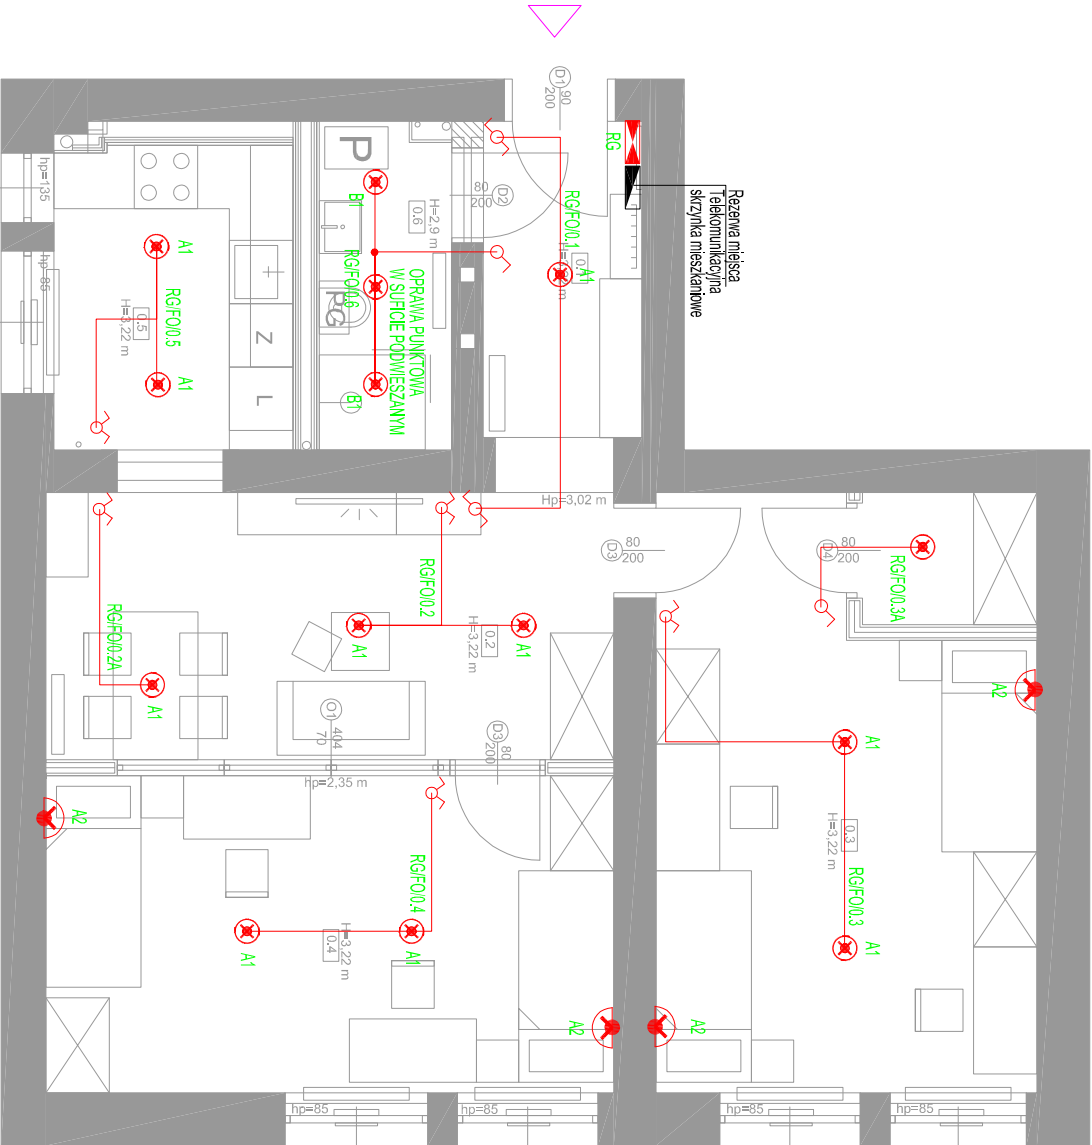 D1
90
200
RG
Rezerwa miejsca
Telekomunikacyjna
skrzynka mieszkaniowe
hp=135
hp=85
P
B1
0.6
H=2,9 m
80
200
D2
RG/FO/0.1
A1
A1
RG/FO/0.5
0.5
H=3,22 m
A1
Z
L
RG/FO/0.6
PG
OPRAWA PUNKTOWA
W SUFICIE PODWIESZANYM
B1
Hp=3,02 m
D3
80
200
D4
80
200
RG/FO/0.3A
RG/FO/0.2
RG/FO/0.2A
0.2
H=3,22 m
A1
A1
A1
O1
404
70
D3
80
200
hp=2,35 m
A2
A2
A1
0.3
H=3,22 m
RG/FO/0.3
A1
RG/FO/0.4
0.4
H=3,22 m
A1
A1
A2
A2
hp=85
hp=85
hp=85
hp=85